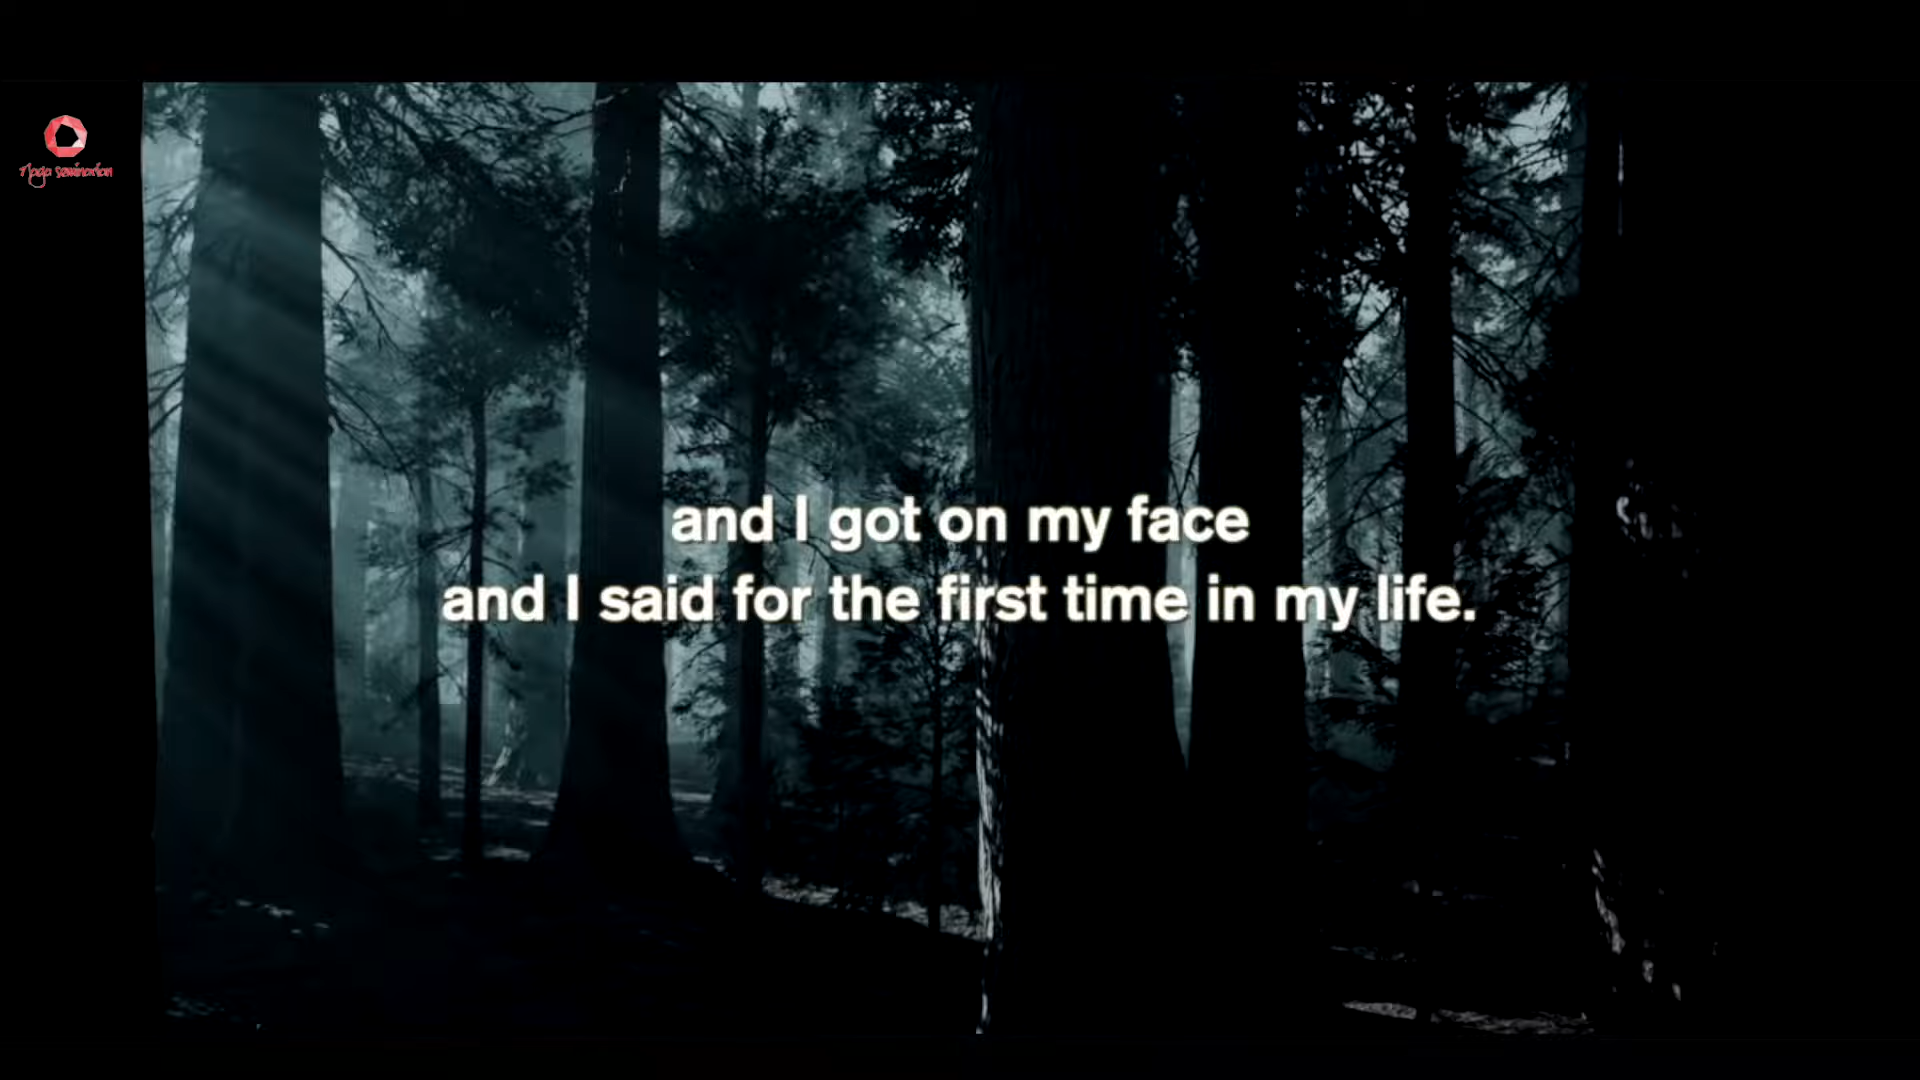 and I got on my face
and I said for the first time in my life.